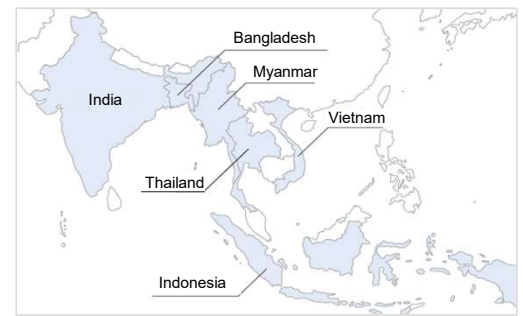 Bangladesh
Myanmar
India
Vietnam
Thailand
Indonesia